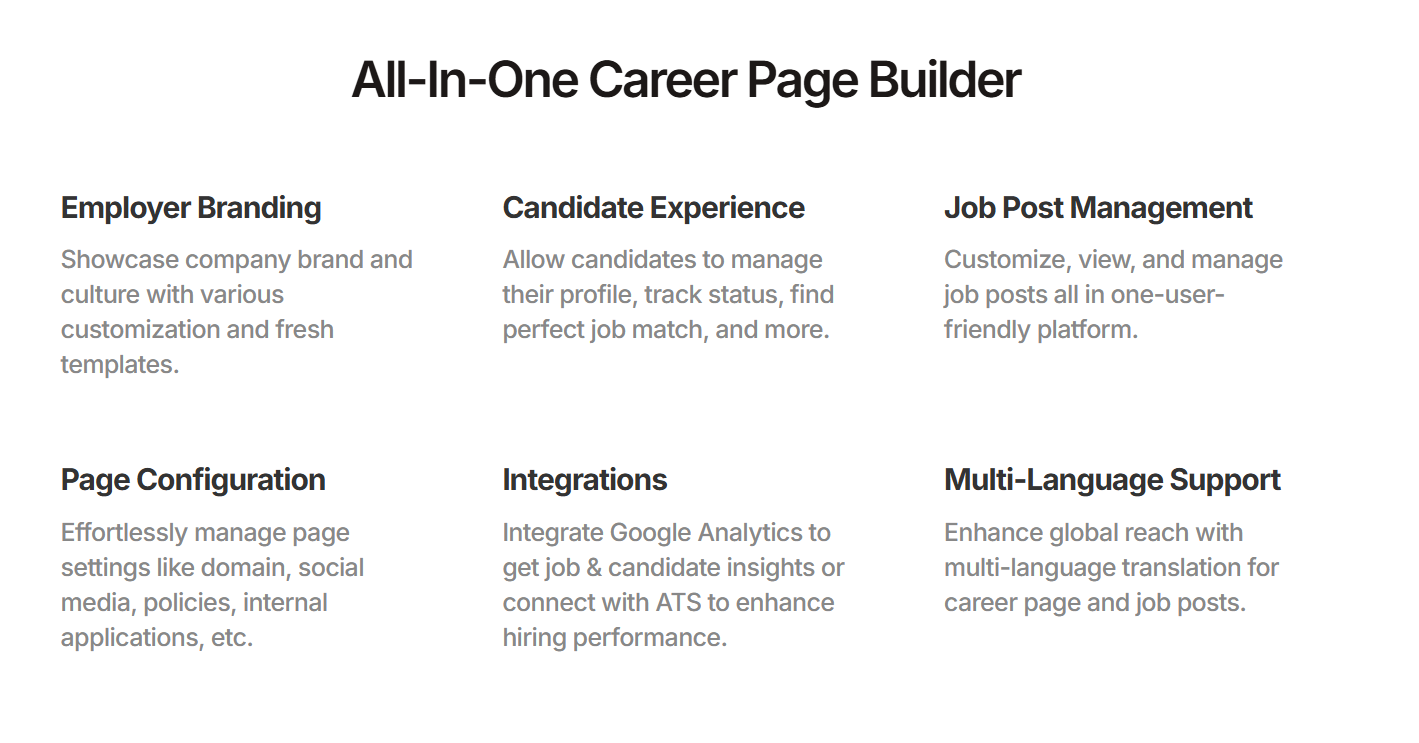 All-In-One Career Page Builder
Employer Branding
Showcase company brand and
culture with various
customization and fresh
templates.
Candidate Experience
Allow candidates to manage
their profile, track status, find
perfect job match, and more.
Job Post Management
Customize, view, and manage
job posts all in one-user-
friendly platform.
Page Configuration
Effortlessly manage page
settings like domain, social
media, policies, internal
applications, etc.
Integrations
Integrate Google Analytics to
get job & candidate insights or
connect with ATS to enhance
hiring performance.
Multi-Language Support
Enhance global reach with
multi-language translation for
career page and job posts.